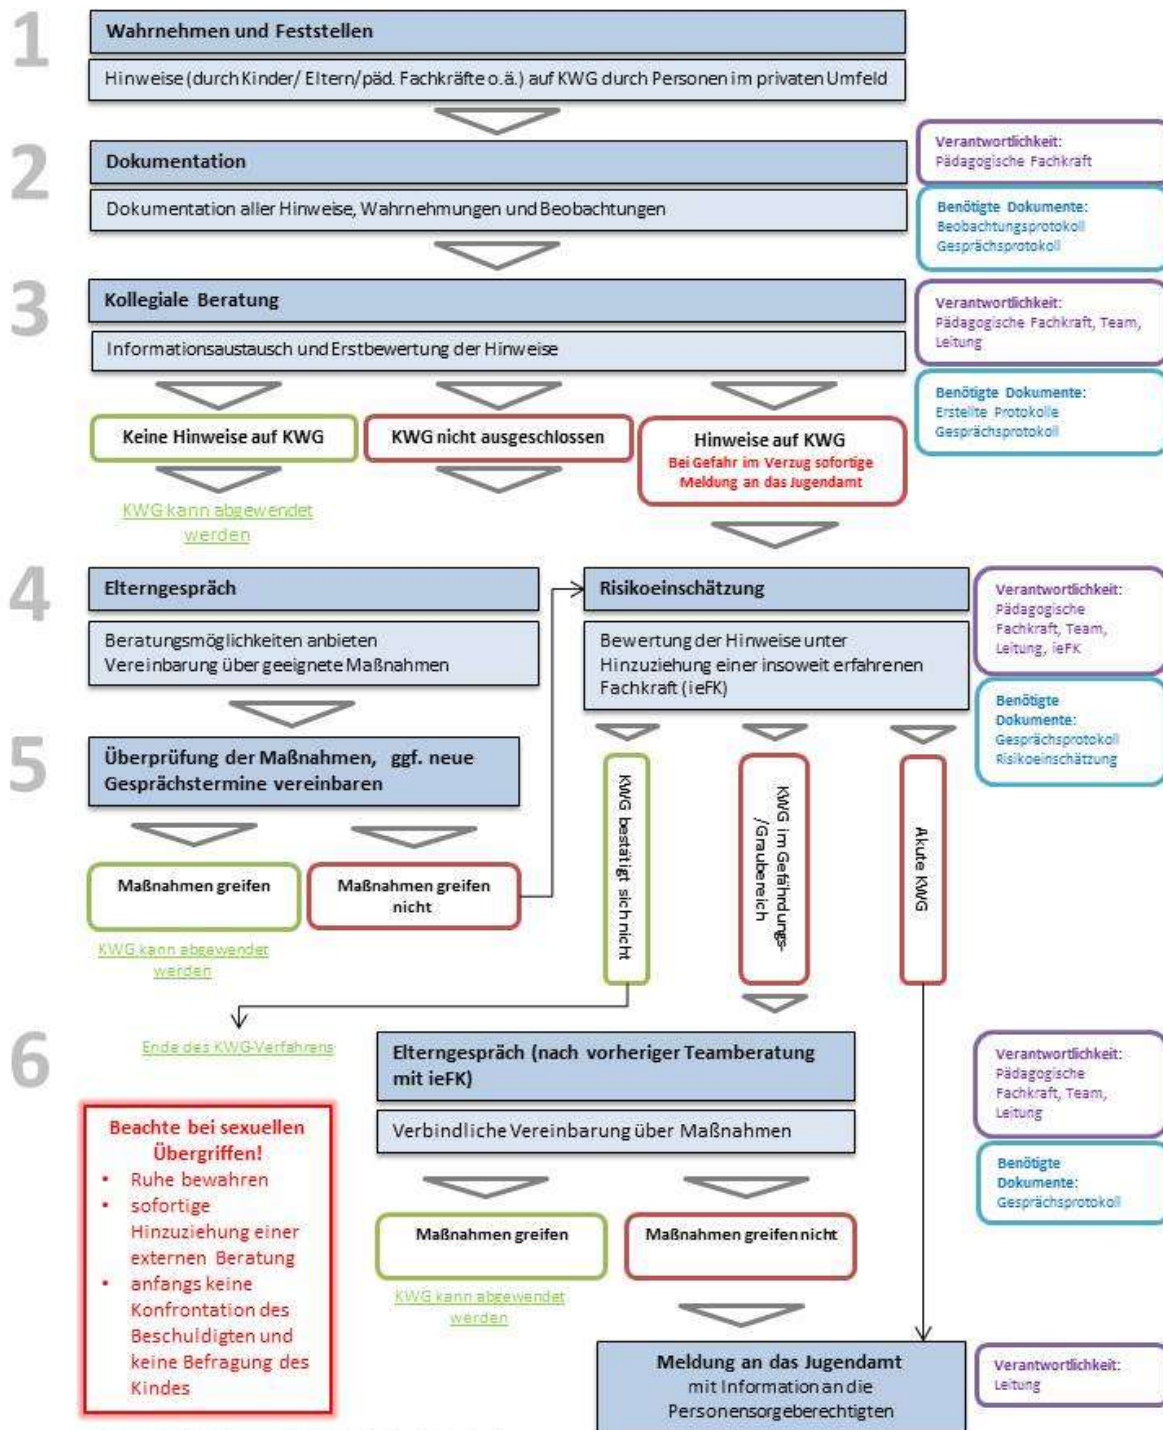 1
Wahrnehmen und Feststellen
Hinweise (durch Kinder/ Eltern/päd. Fachkräfte o.ä.) auf KWG durch Personen im privaten Umfeld
2
Dokumentation
Dokumentation aller Hinweise, Wahrnehmungen und Beobachtungen
Verantwortlichkeit:
Pädagogische Fachkraft
Benötigte Dokumente:
Beobachtungsprotokoll
Gesprächsprotokoll
3
Kollegiale Beratung
Informationsaustausch und Erstbewertung der Hinweise
Verantwortlichkeit:
Pädagogische Fachkraft, Team,
Leitung
Benötigte Dokumente:
Erstellte Protokolle
Gesprächsprotokoll
Keine Hinweise auf KWG
KWG nicht ausgeschlossen
Hinweise auf KWG
Bei Gefahr im Verzug sofortige
Meldung an das Jugendamt
KWG kann abgewendet
werden
4
Elterngespräch
Beratungsmöglichkeiten anbieten
Vereinbarung über geeignete Maßnahmen
Risikoeinschätzung
Bewertung der Hinweise unter
Hinzuziehung einer insoweit erfahrenen
Fachkraft (ieFK)
Verantwortlichkeit:
Pädagogische
Fachkraft, Team,
Leitung, ieFK
Benötigte
Dokumente:
Gesprächsprotokoll
Risikoeinschätzung
5
Überprüfung der Maßnahmen, ggf. neue
Gesprächstermine vereinbaren
Maßnahmen greifen
Maßnahmen greifen
nicht
KWG kann abgewendet
werden
KWG bestätigt sich nicht
KWG im Gefährdungs-
/Graubereich
Akute KWG
Ende des KWG-Verfahrens
6
Elterngespräch (nach vorheriger Teamberatung
mit ieFK)
Verbindliche Vereinbarung über Maßnahmen
Verantwortlichkeit:
Pädagogische
Fachkraft, Team,
Leitung
Benötigte
Dokumente:
Gesprächsprotokoll
Beachte bei sexuellen
Übergriffen!
• Ruhe bewahren
• sofortige
Hinzuziehung einer
externen Beratung
• anfangs keine
Konfrontation des
Beschuldigten und
keine Befragung des
Kindes
Maßnahmen greifen
Maßnahmen greifen nicht
KWG kann abgewendet
werden
Meldung an das Jugendamt
mit Information an die
Personensorgeberechtigten
Verantwortlichkeit:
Leitung